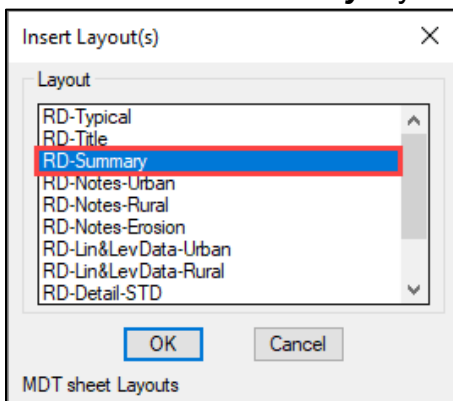 Insert Layout(s)
Layout
RD-Typical
RD-Title
RD-Summary
RD-Notes-Urban
RD-Notes-Rural
RD-Notes-Erosion
RD-Lin&LevData-Urban
RD-Lin&LevData-Rural
RD-Detail-STD
OK Cancel
MDT sheet Layouts